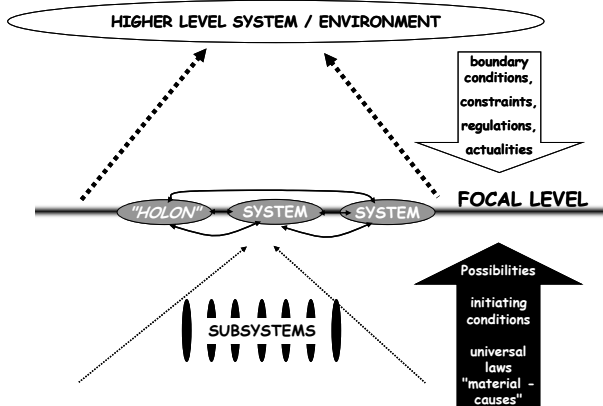 HIGHER LEVEL SYSTEM / ENVIRONMENT
boundary
conditions,
constraints,
regulations,
actualities
FOCAL LEVEL
"HOLON" SYSTEM SYSTEM
Possibilities
initiating
conditions
universal
laws
"material -
causes"
SUBSYSTEMS